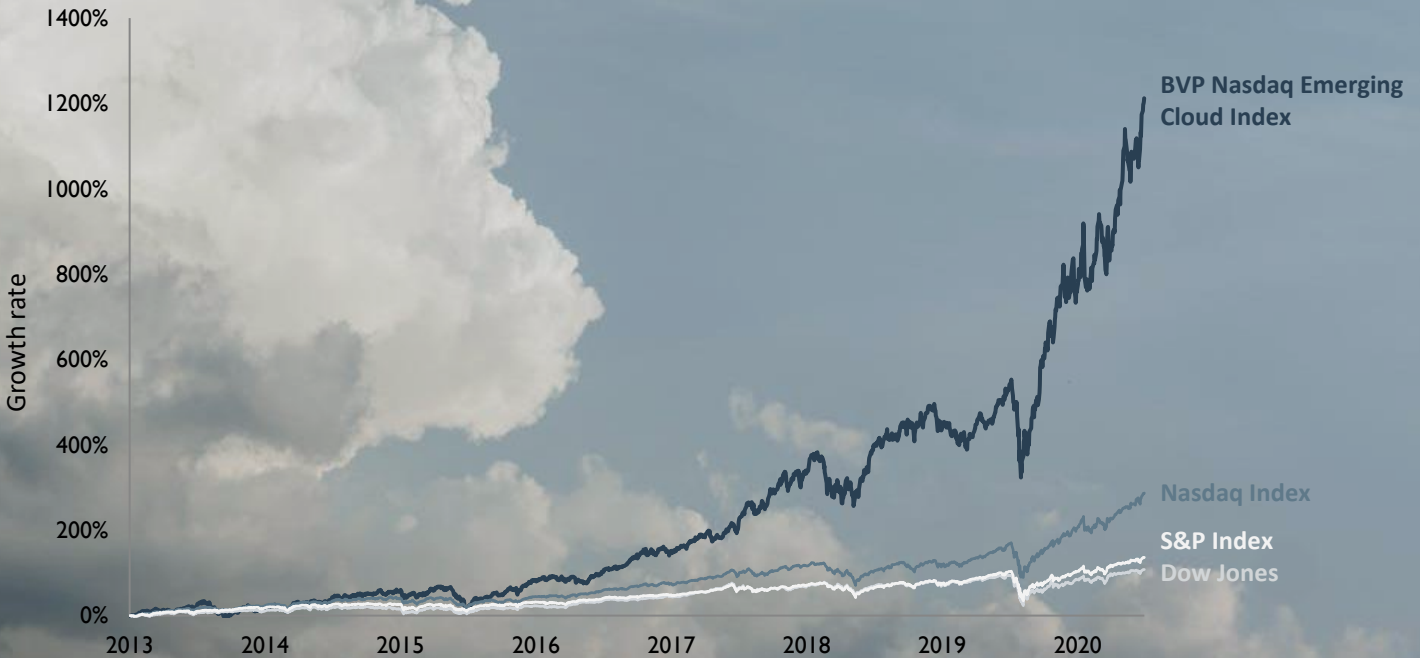 1400%
1200%
1000%
800%
600%
400%
200%
0%
Growth rate
2013 2014 2015 2016 2017 2018 2019 2020
BVP Nasdaq Emerging
Cloud Index
Nasdaq Index
S&P Index
Dow Jones